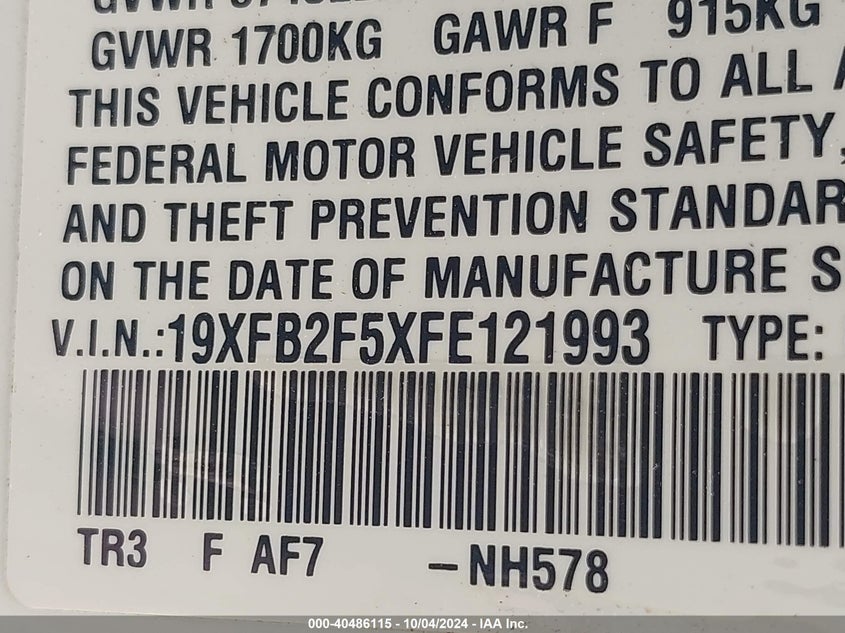 GVWR
GVWR 1700KG GAWR F 915KG
THIS VEHICLE CONFORMS TO ALL A
FEDERAL MOTOR VEHICLE SAFETY,
AND THEFT PREVENTION STANDAR
ON THE DATE OF MANUFACTURE S
V.I.N.:19XFB2F5XFE121993 TYPE:
TR3 F AF7 -NH578
000-40486115 - 10/04/2024 - IAA Inc.